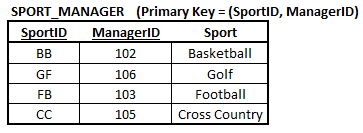 SPORT_MANAGER (Primary Key = (SportID, ManagerID)
SportID ManagerID Sport
BB 102 Basketball
GF 106 Golf
FB 103 Football
CC 105 Cross Country